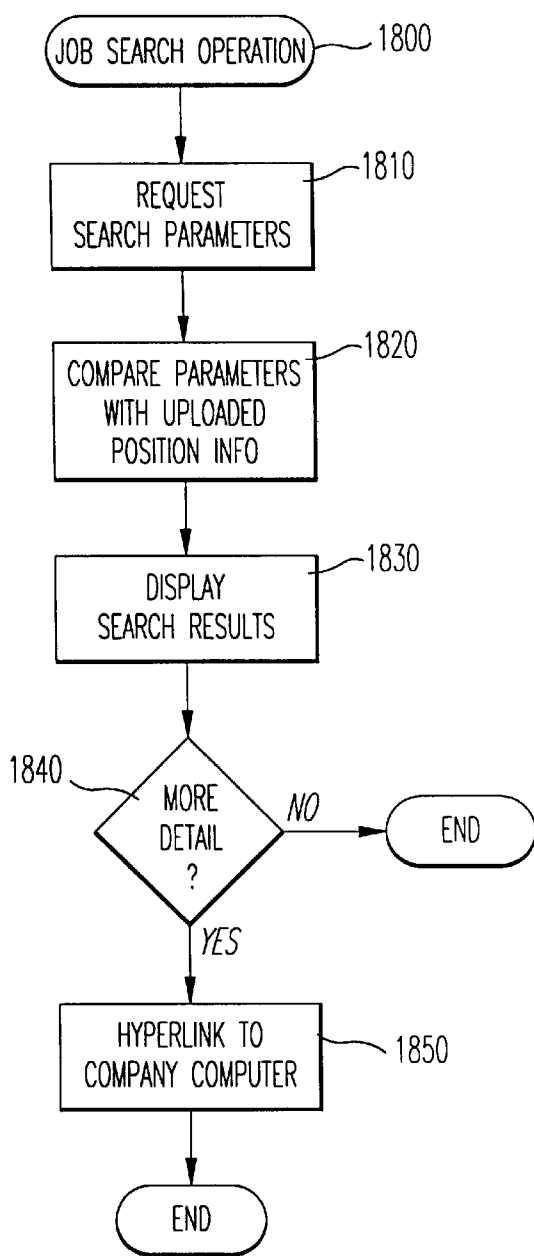 JOB SEARCH OPERATION
1800
REQUEST
SEARCH PARAMETERS
1810
COMPARE PARAMETERS
WITH UPLOADED
POSITION INFO
1820
DISPLAY
SEARCH RESULTS
1830
1840
MORE
DETAIL
?
NO
END
YES
HYPERLINK TO
COMPANY COMPUTER
1850
END